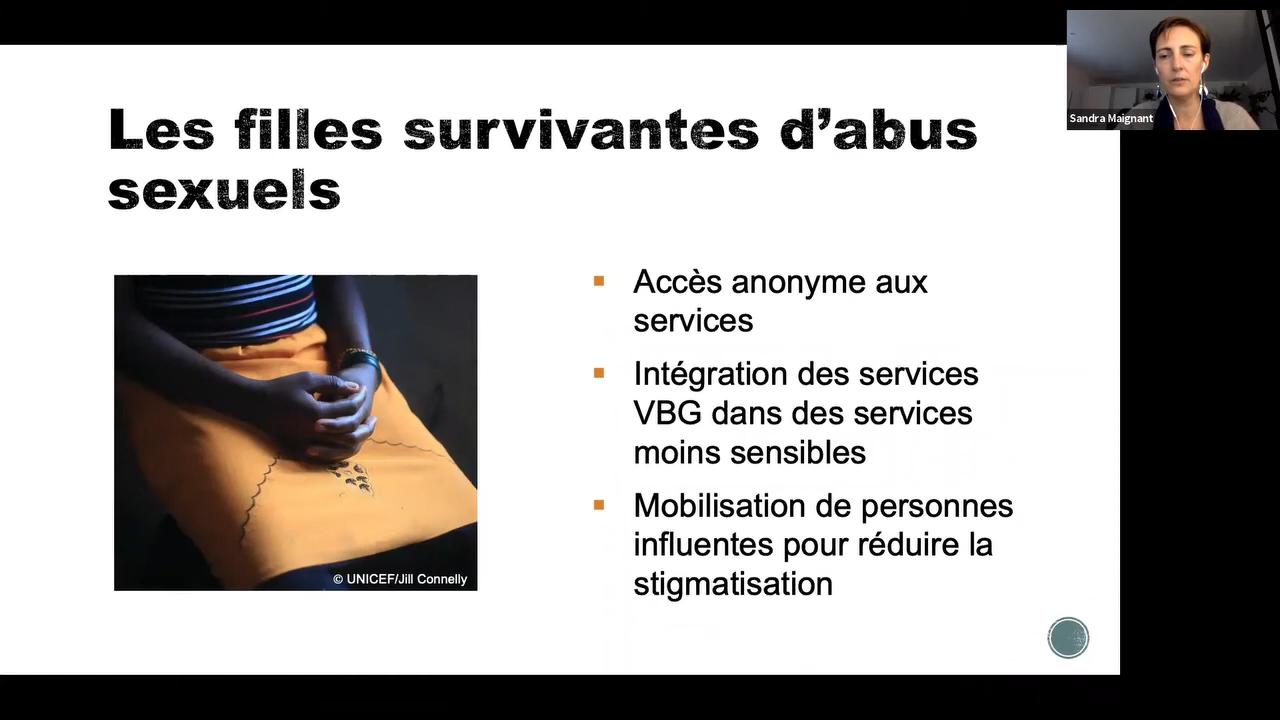 Sandra Maignant
Les filles survivantes d’abus
sexuels
© UNICEF/Jill Connelly
Accès anonyme aux
services
Intégration des services
VBG dans des services
moins sensibles
Mobilisation de personnes
influentes pour réduire la
stigmatisation